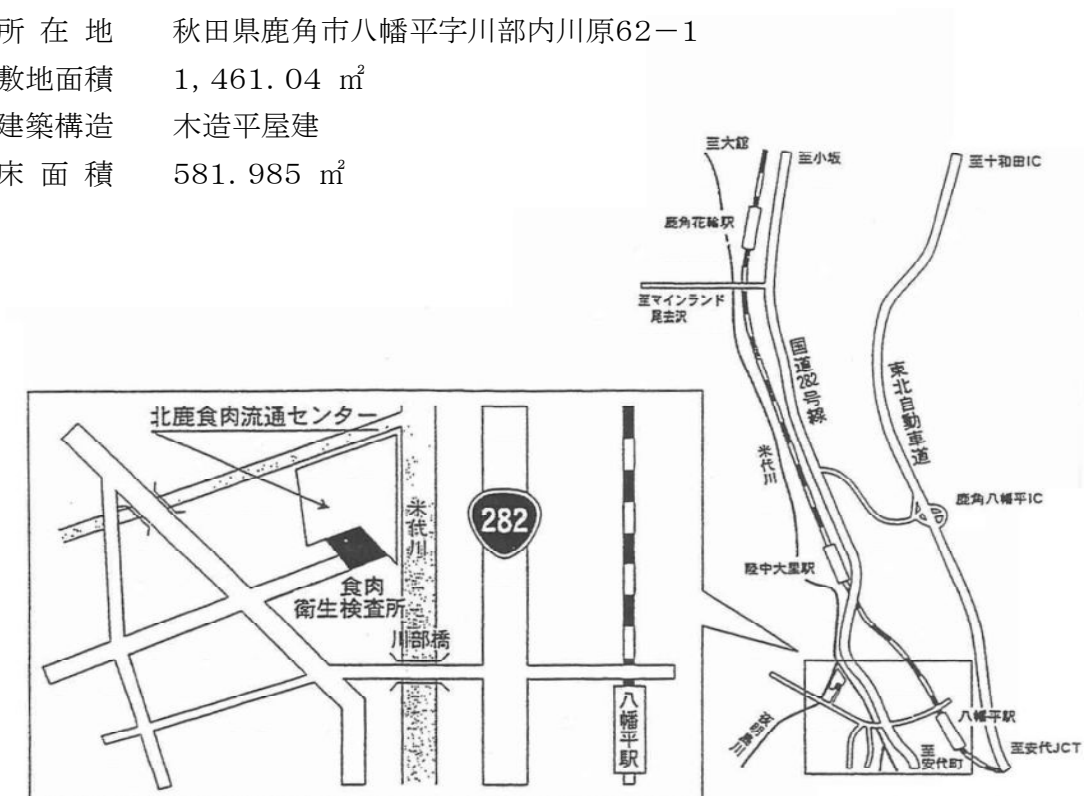 所 在 地　　秋田県鹿角市八幡平字川部内川原62－1
敷地面積　　1,461.04 ㎡
建築構造　　木造平屋建
床 面 積　　581.985 ㎡
至大館
至小坂
至十和田IC
鹿角花輪駅
至マインランド
尾去沢
国道282号線
東北自動車道
米代川
鹿角八幡平IC
陸中大里駅
八幡平駅
夜明島川
至
安代町
至安代JCT
北鹿食肉流通センター
米代川
282
食肉
衛生検査所
川部橋
八幡平駅